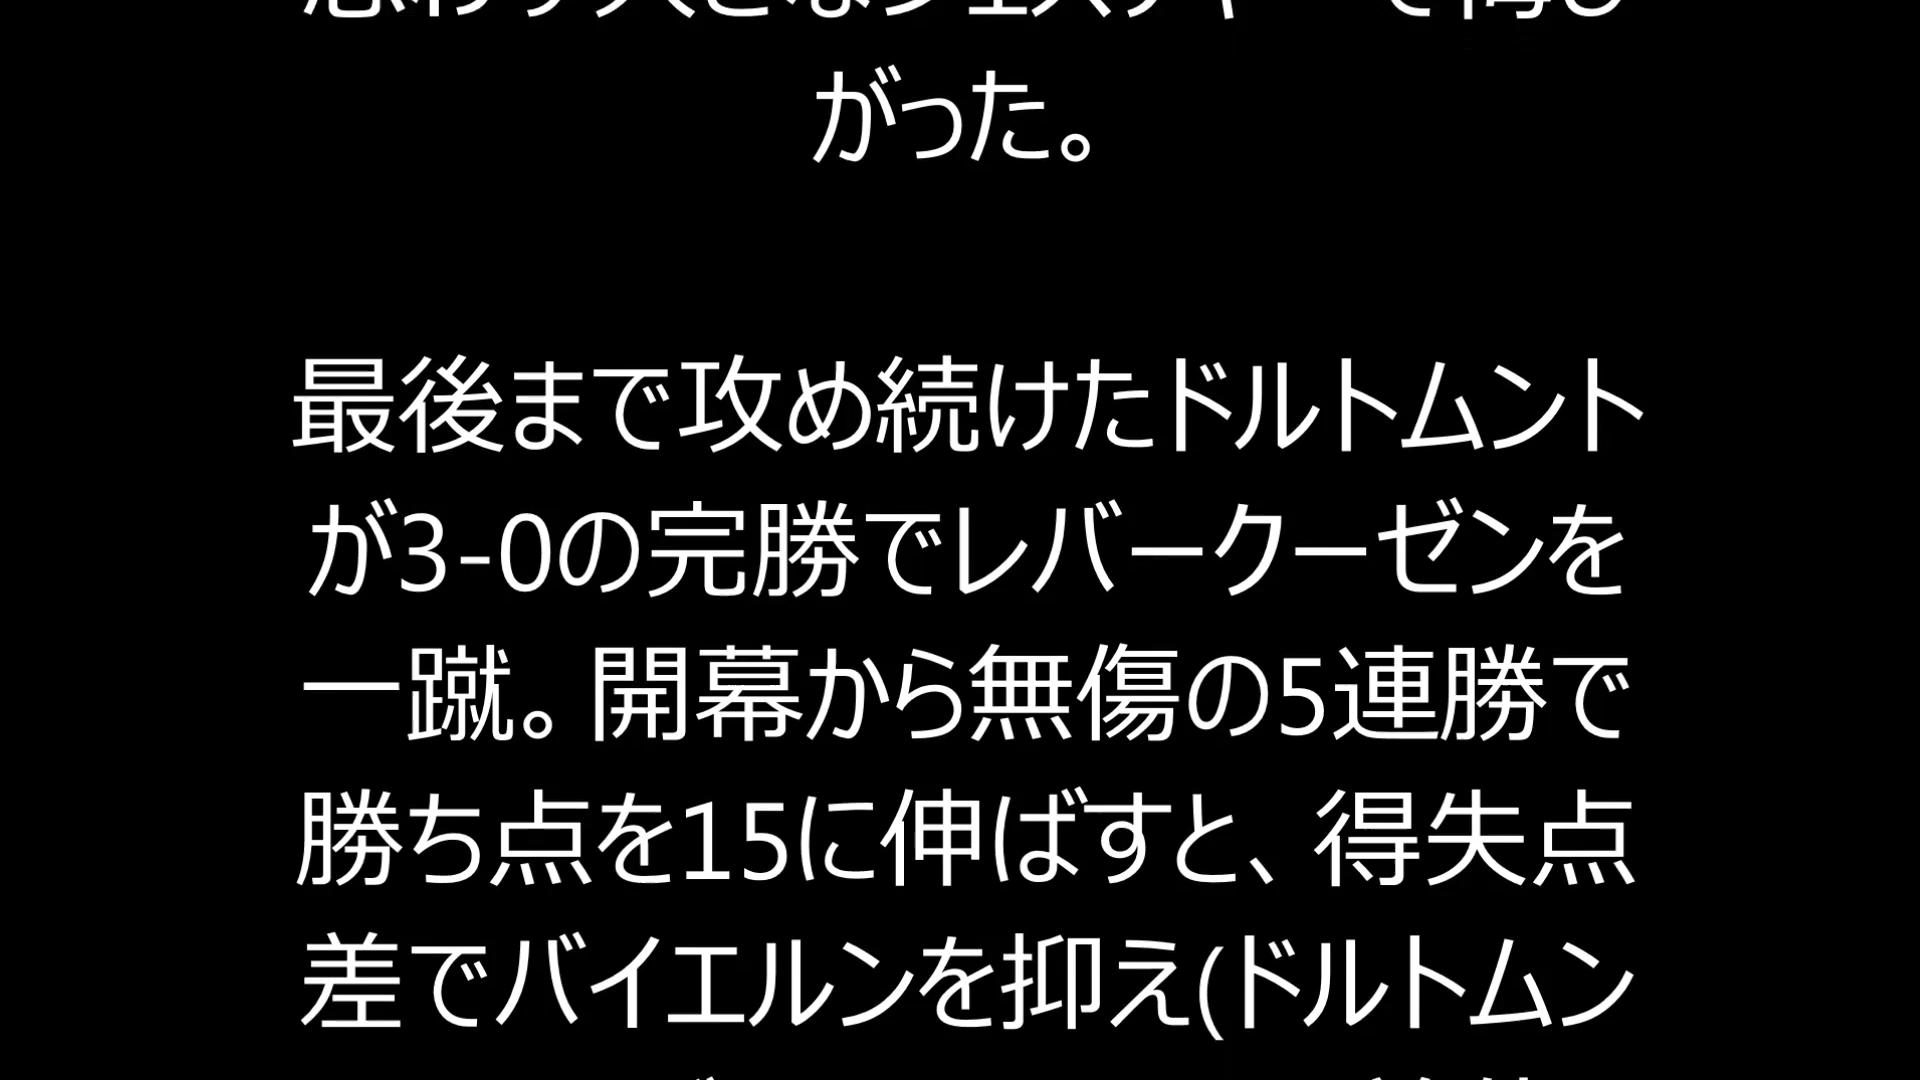 がった。
最後まで攻め続けたドルトムント
が3-0の完勝でレバークーゼンを
一蹴。開幕から無傷の5連勝で
勝ち点を15に伸ばすと、得失点
差でバイエルンを抑え(ドルトムン